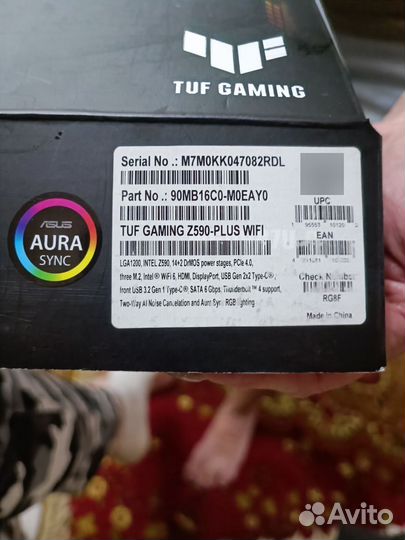 TUF GAMING
Serial No .: M7M0KK047082RDL
Part No .: 90MB16C0-M0EAY0
UPC
TUF GAMING Z590-PLUS WIFI
EAN
LGA1200, INTEL Z590, 14+2 DrMOS power stages, PCIe 4.0,
three M.2, Intel® WiFi 6, HDMI, DisplayPort, USB Gen 2x2 Type-C®,
front USB 3.2 Gen 1 Type-C®, SATA 6 Gbps, Thunderbolt™ 4 support,
Two-Way AI Noise Cancelation and Aura Sync RGB lighting
Check Number
RG8F
Made in China
ASUS
AURA
SYNC
Avito